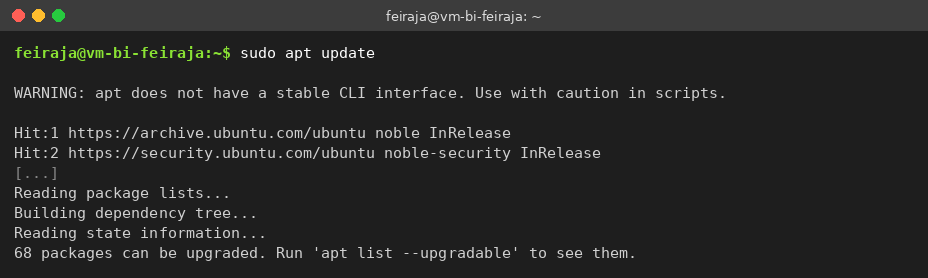 feiraja@vm-bi-feiraja: ~
feiraja@vm-bi-feiraja:~$ sudo apt update
WARNING: apt does not have a stable CLI interface. Use with caution in scripts.
Hit:1 https://archive.ubuntu.com/ubuntu noble InRelease
Hit:2 https://security.ubuntu.com/ubuntu noble-security InRelease
[...]
Reading package lists...
Building dependency tree...
Reading state information...
68 packages can be upgraded. Run 'apt list --upgradable' to see them.